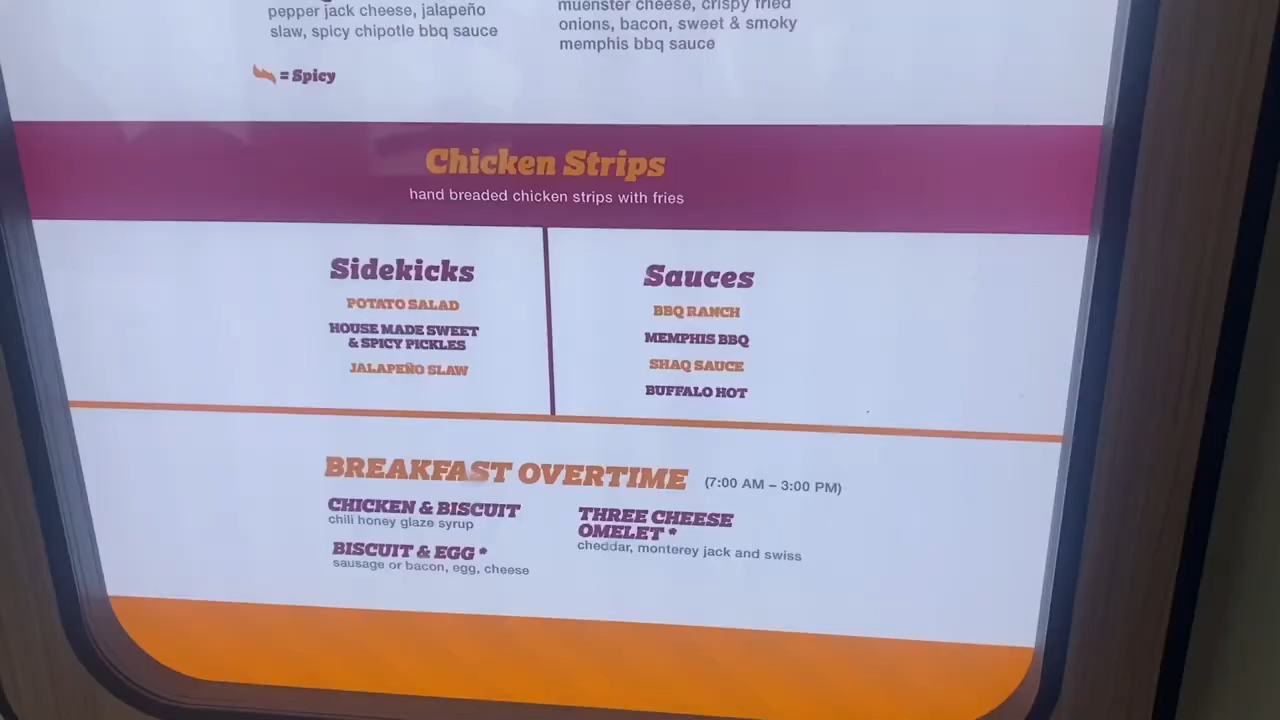 pepper jack cheese, jalapeño
slaw, spicy chipotle bbq sauce
muenster cheese, crispy fried
onions, bacon, sweet & smoky
memphis bbq sauce
= Spicy
Chicken Strips
hand breaded chicken strips with fries
Sidekicks
POTATO SALAD
HOUSE MADE SWEET
& SPICY PICKLES
JALAPEÑO SLAW
Sauces
BBQ RANCH
MEMPHIS BBQ
SHAQ SAUCE
BUFFALO HOT
BREAKFAST OVERTIME (7:00 AM – 3:00 PM)
CHICKEN & BISCUIT
chili honey glaze syrup
BISCUIT & EGG *
sausage or bacon, egg, cheese
THREE CHEESE
OMELET *
cheddar, monterey jack and swiss